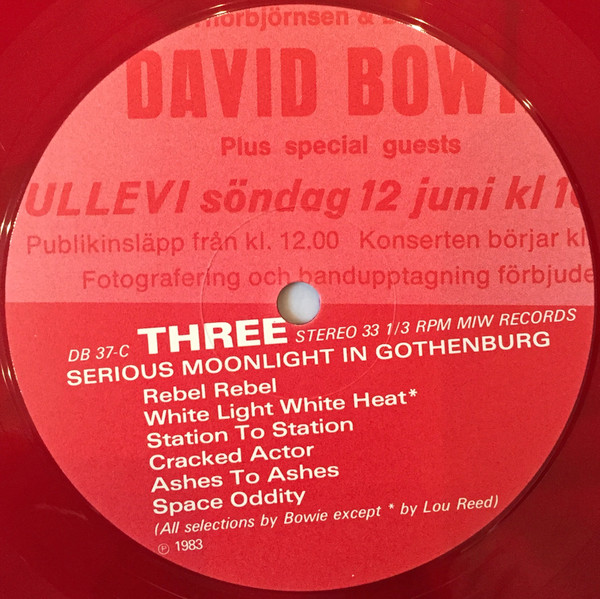 DAVID BOW
Plus special guests
ULLEVI söndag 12 juni kl
Publikinsläpp från kl. 12.00 Konserten börjar kl
Fotografering och bandupptagning förbjude
DB 37-C THREE STEREO 33 1/3 RPM MIW RECORDS
SERIOUS MOONLIGHT IN GOTHENBURG
Rebel Rebel
White Light White Heat*
Station To Station
Cracked Actor
Ashes To Ashes
Space Oddity
(All selections by Bowie except * by Lou Reed)
℗ 1983